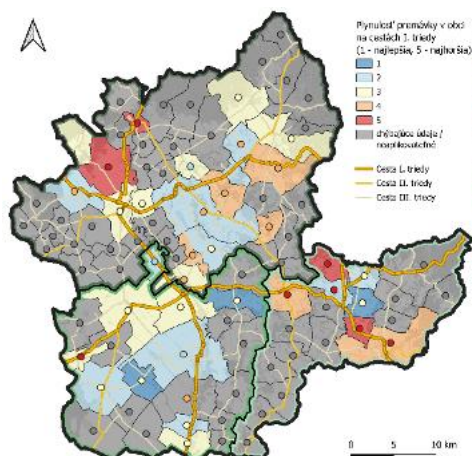 Plynulosť premávky v obci
na cestách I. triedy
(1 - najlepšia, 5 - najhoršia)
1
2
3
4
5
chýbajúce údaje /
neaplikovateľné
Cesta I. triedy
Cesta II. triedy
Cesta III. triedy
0 5 10 km